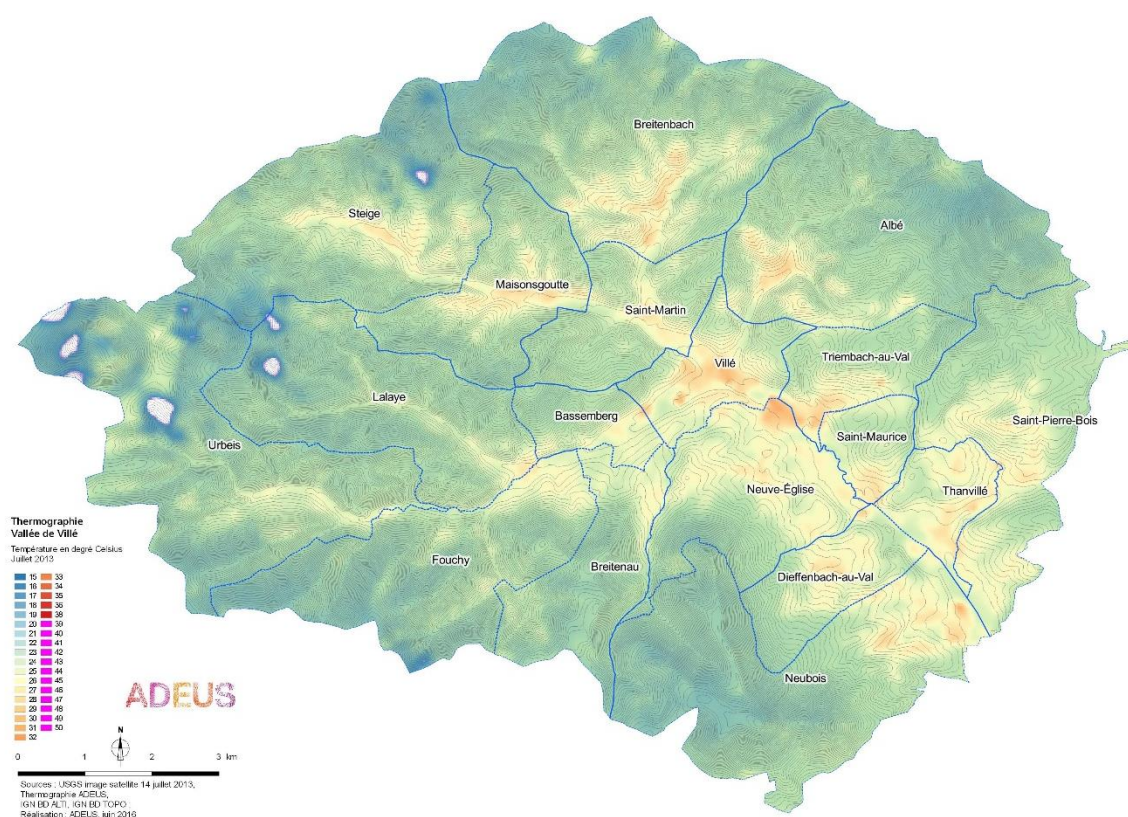 Breitenbach
Albé
Steige
Maisonsgoutte
Saint-Martin
Villé
Triembach-au-Val
Lalaye
Bassemberg
Saint-Pierre-Bois
Urbeis
Saint-Maurice
Neuve-Église
Thanvillé
Fouchy
Breitenau
Dieffenbach-au-Val
Neubois
Thermographie
Vallée de Villé
Température en degré Celsius
Juillet 2013
15 33
16 34
17 35
18 36
19 38
20 39
21 40
22 41
23 42
24 43
25 44
26 45
27 46
28 47
29 48
30 49
31 50
32
ADEUS
N
0 1 2 3 km
Sources : USGS image satellite 14 juillet 2013,
Thermographie ADEUS,
IGN BD ALTI, IGN BD TOPO ;
Réalisation : ADEUS, juin 2016